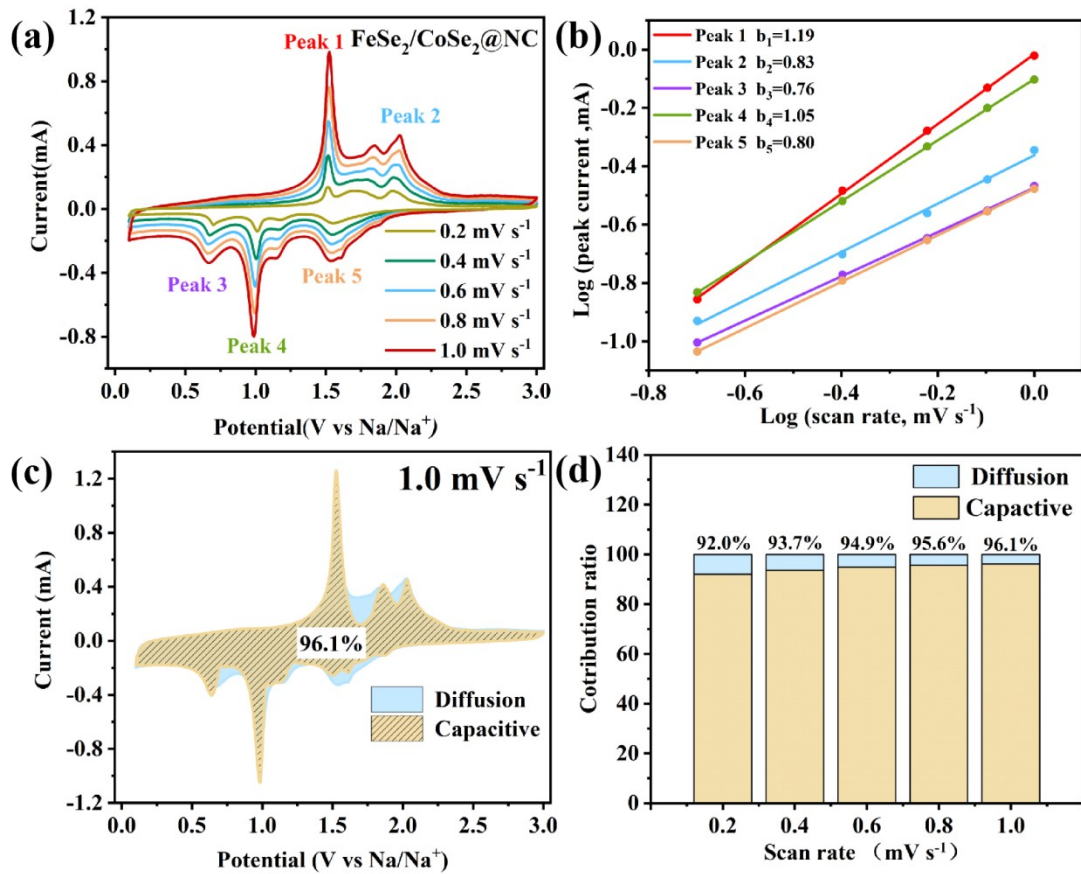 (a)
FeSe₂/CoSe₂@NC
Peak 1
Peak 2
Peak 3
Peak 4
Peak 5
0.2 mV s⁻¹
0.4 mV s⁻¹
0.6 mV s⁻¹
0.8 mV s⁻¹
1.0 mV s⁻¹
1.2
0.8
0.4
0.0
-0.4
-0.8
Current(mA)
0.0 0.5 1.0 1.5 2.0 2.5 3.0
Potential(V vs Na/Na⁺)
(b)
Peak 1 b₁=1.19
Peak 2 b₂=0.83
Peak 3 b₃=0.76
Peak 4 b₄=1.05
Peak 5 b₅=0.80
0.0
-0.2
-0.4
-0.6
-0.8
-1.0
Log (peak current ,mA)
-0.8 -0.6 -0.4 -0.2 0.0
Log (scan rate, mV s⁻¹)
(c)
1.0 mV s⁻¹
96.1%
Diffusion
Capacitive
1.2
0.8
0.4
0.0
-0.4
-0.8
-1.2
Current (mA)
0.0 0.5 1.0 1.5 2.0 2.5 3.0
Potential (V vs Na/Na⁺)
(d)
Diffusion
Capactive
92.0% 93.7% 94.9% 95.6% 96.1%
140
120
100
80
60
40
20
0
Cotribution ratio
0.2 0.4 0.6 0.8 1.0
Scan rate （mV s⁻¹）